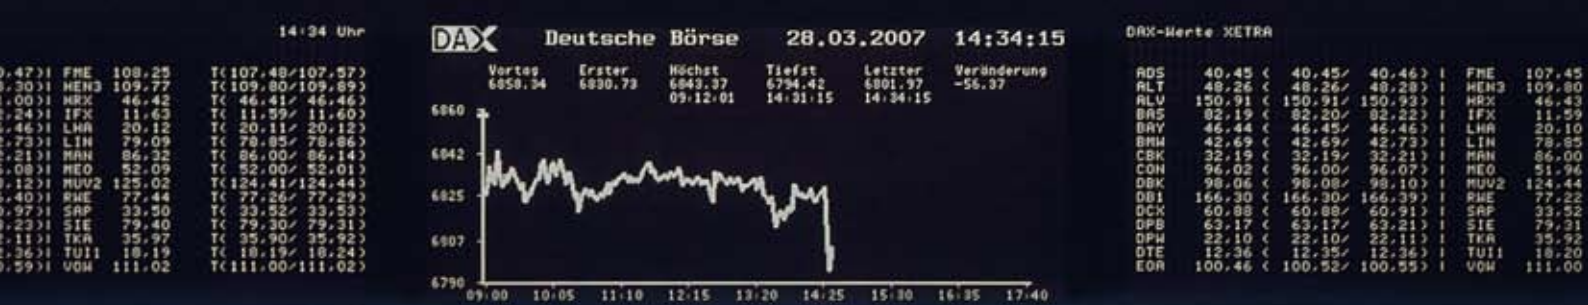 14:34 Uhr
FME 108,25 T(107,48/107,57)
HEN3 109,77 T(109,80/109,89)
MRX 46,42 T( 46,41/ 46,46)
IFX 11,63 T( 11,59/ 11,60)
LHA 20,12 T( 20,11/ 20,12)
LIN 79,09 T( 78,85/ 78,86)
MAN 86,32 T( 86,00/ 86,14)
MEO 52,09 T( 52,00/ 52,01)
MUV2 125,02 T(124,41/124,44)
RWE 77,44 T( 77,26/ 77,29)
SAP 33,50 T( 33,52/ 33,53)
SIE 79,40 T( 79,30/ 79,31)
TKA 35,97 T( 35,90/ 35,92)
TUI1 18,19 T( 18,19/ 18,24)
VOW 111,02 T(111,00/111,02)
DAX Deutsche Börse 28.03.2007 14:34:15
Vortag Erster Höchst Tiefst Letzter Veränderung
6858.34 6830.73 6843.37 6794.42 6801.97 -56.37
09:12:01 14:31:15 14:34:15
6860
6842
6825
6807
6790
09:00 10:05 11:10 12:15 13:20 14:25 15:30 16:35 17:40
DAX-Werte XETRA
ADS 40,45 ( 40,45/ 40,46) | FME 107,45
ALT 48,26 ( 48,26/ 48,28) | HEN3 109,80
ALV 150,91 ( 150,91/ 150,93) | MRX 46,43
BAS 82,19 ( 82,20/ 82,22) | IFX 11,59
BAY 46,44 ( 46,45/ 46,46) | LHA 20,10
BMW 42,69 ( 42,69/ 42,73) | LIN 78,85
CBK 32,19 ( 32,19/ 32,21) | MAN 86,00
CON 96,02 ( 96,00/ 96,07) | MEO 51,96
DBK 98,06 ( 98,08/ 98,10) | MUV2 124,44
DB1 166,30 ( 166,30/ 166,39) | RWE 77,22
DCX 60,88 ( 60,88/ 60,91) | SAP 33,52
DPB 63,17 ( 63,17/ 63,21) | SIE 79,31
DPW 22,10 ( 22,10/ 22,11) | TKA 35,92
DTE 12,36 ( 12,35/ 12,36) | TUI1 18,20
EOA 100,46 ( 100,52/ 100,55) | VOW 111,00